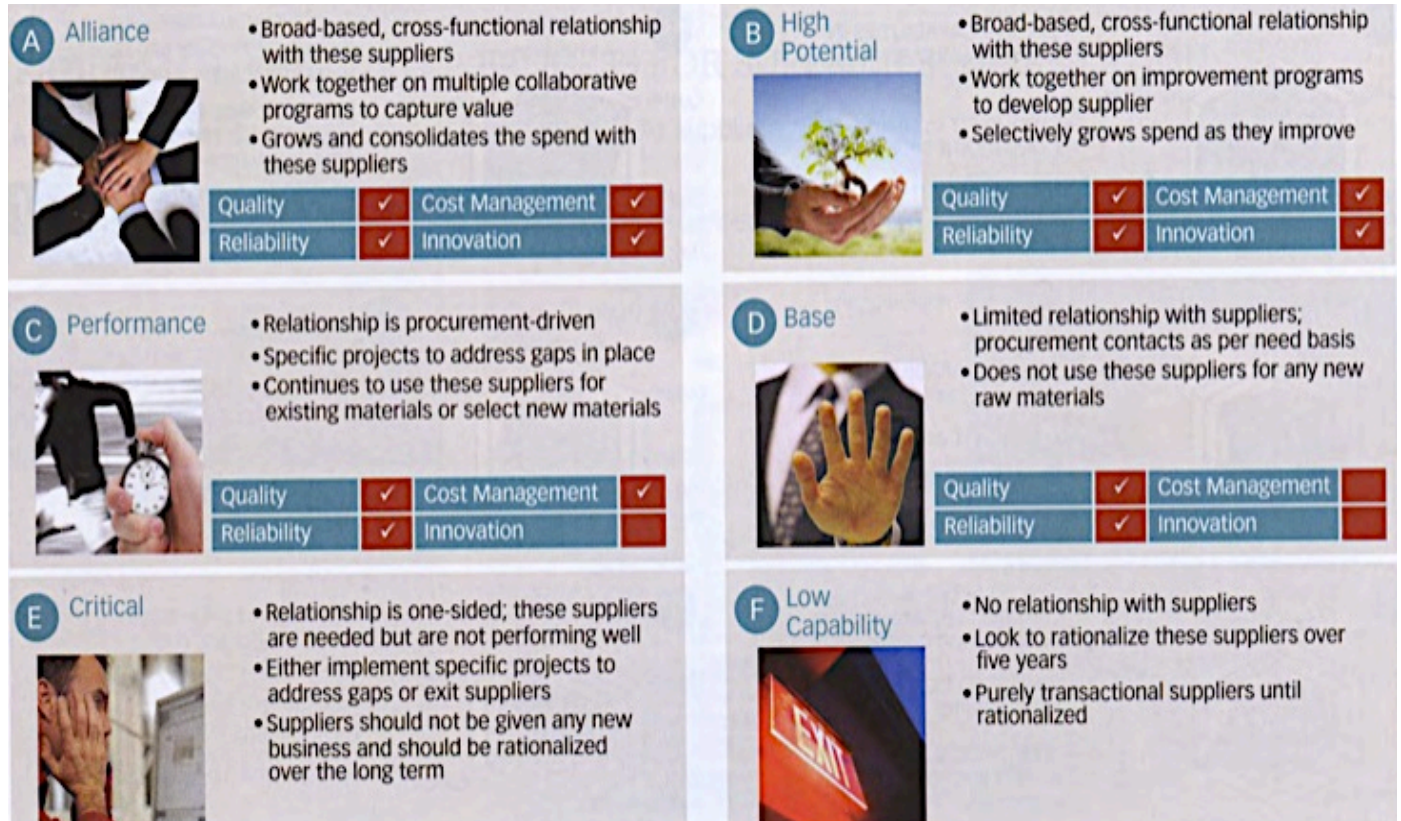 A Alliance
• Broad-based, cross-functional relationship
with these suppliers
• Work together on multiple collaborative
programs to capture value
• Grows and consolidates the spend with
these suppliers
Quality ✓ Cost Management ✓
Reliability ✓ Innovation ✓
B High
Potential
• Broad-based, cross-functional relationship
with these suppliers
• Work together on improvement programs
to develop supplier
• Selectively grows spend as they improve
Quality ✓ Cost Management ✓
Reliability ✓ Innovation ✓
C Performance
• Relationship is procurement-driven
• Specific projects to address gaps in place
• Continues to use these suppliers for
existing materials or select new materials
Quality ✓ Cost Management ✓
Reliability ✓ Innovation
D Base
• Limited relationship with suppliers;
procurement contacts as per need basis
• Does not use these suppliers for any new
raw materials
Quality ✓ Cost Management
Reliability ✓ Innovation
E Critical
• Relationship is one-sided; these suppliers
are needed but are not performing well
• Either implement specific projects to
address gaps or exit suppliers
• Suppliers should not be given any new
business and should be rationalized
over the long term
F Low
Capability
• No relationship with suppliers
• Look to rationalize these suppliers over
five years
• Purely transactional suppliers until
rationalized
EXIT